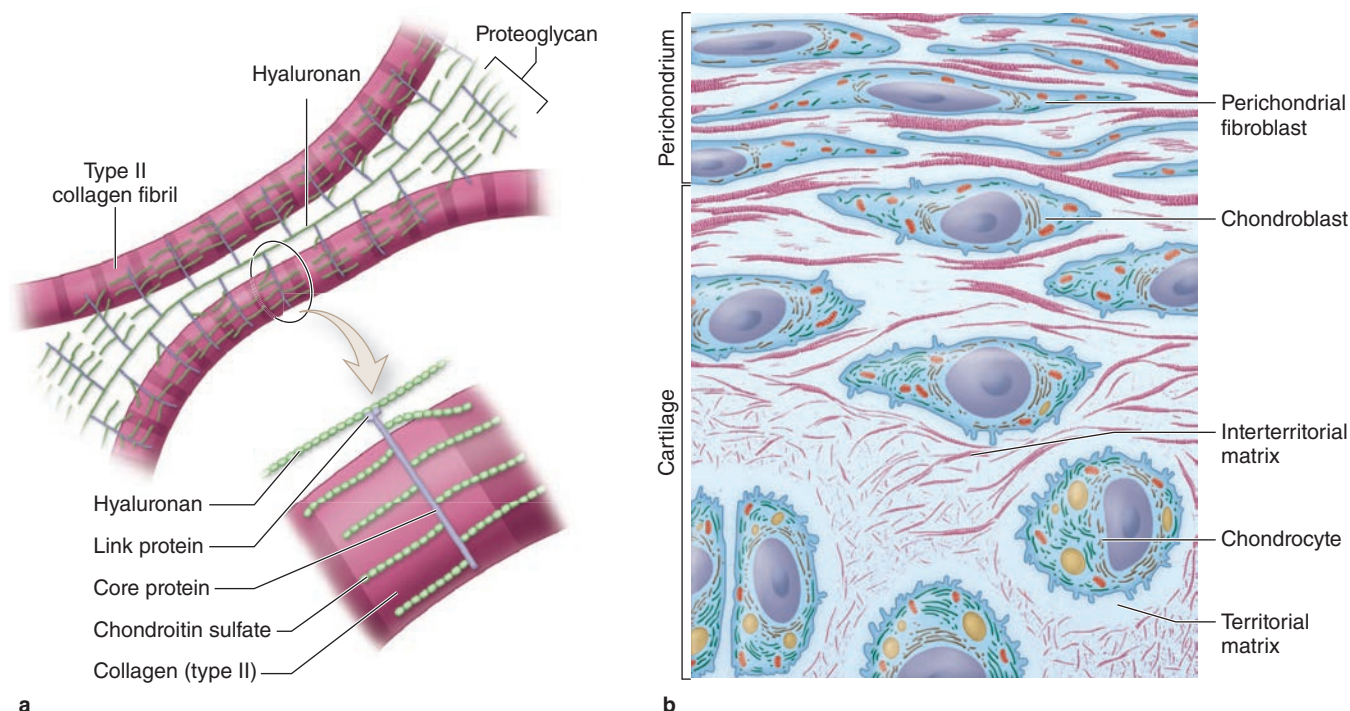 Proteoglycan
Hyaluronan
Type II
collagen fibril
Hyaluronan
Link protein
Core protein
Chondroitin sulfate
Collagen (type II)
a
Perichondrium
Cartilage
Perichondrial
fibroblast
Chondroblast
Interterritorial
matrix
Chondrocyte
Territorial
matrix
b